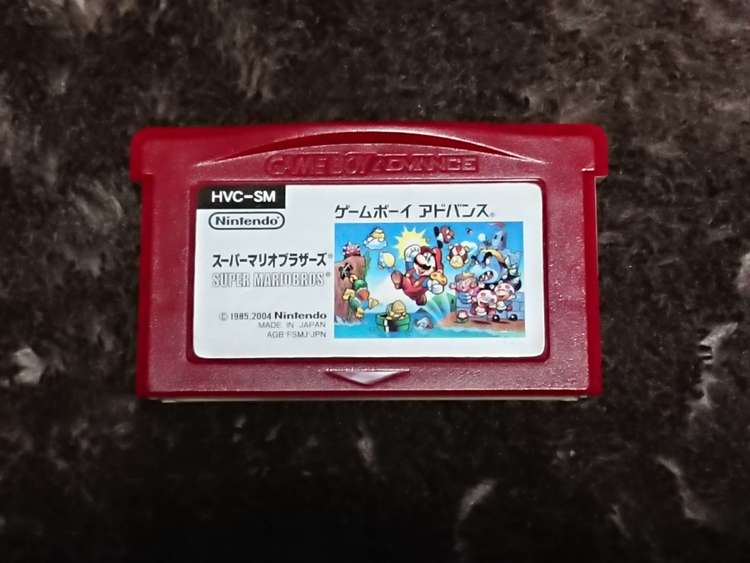 GAME BOY ADVANCE
HVC-SM
Nintendo®
ゲームボーイ アドバンス®
スーパーマリオブラザーズ®
SUPER MARIOBROS®
© 1985,2004 Nintendo
MADE IN JAPAN
AGB-FSMJ-JPN